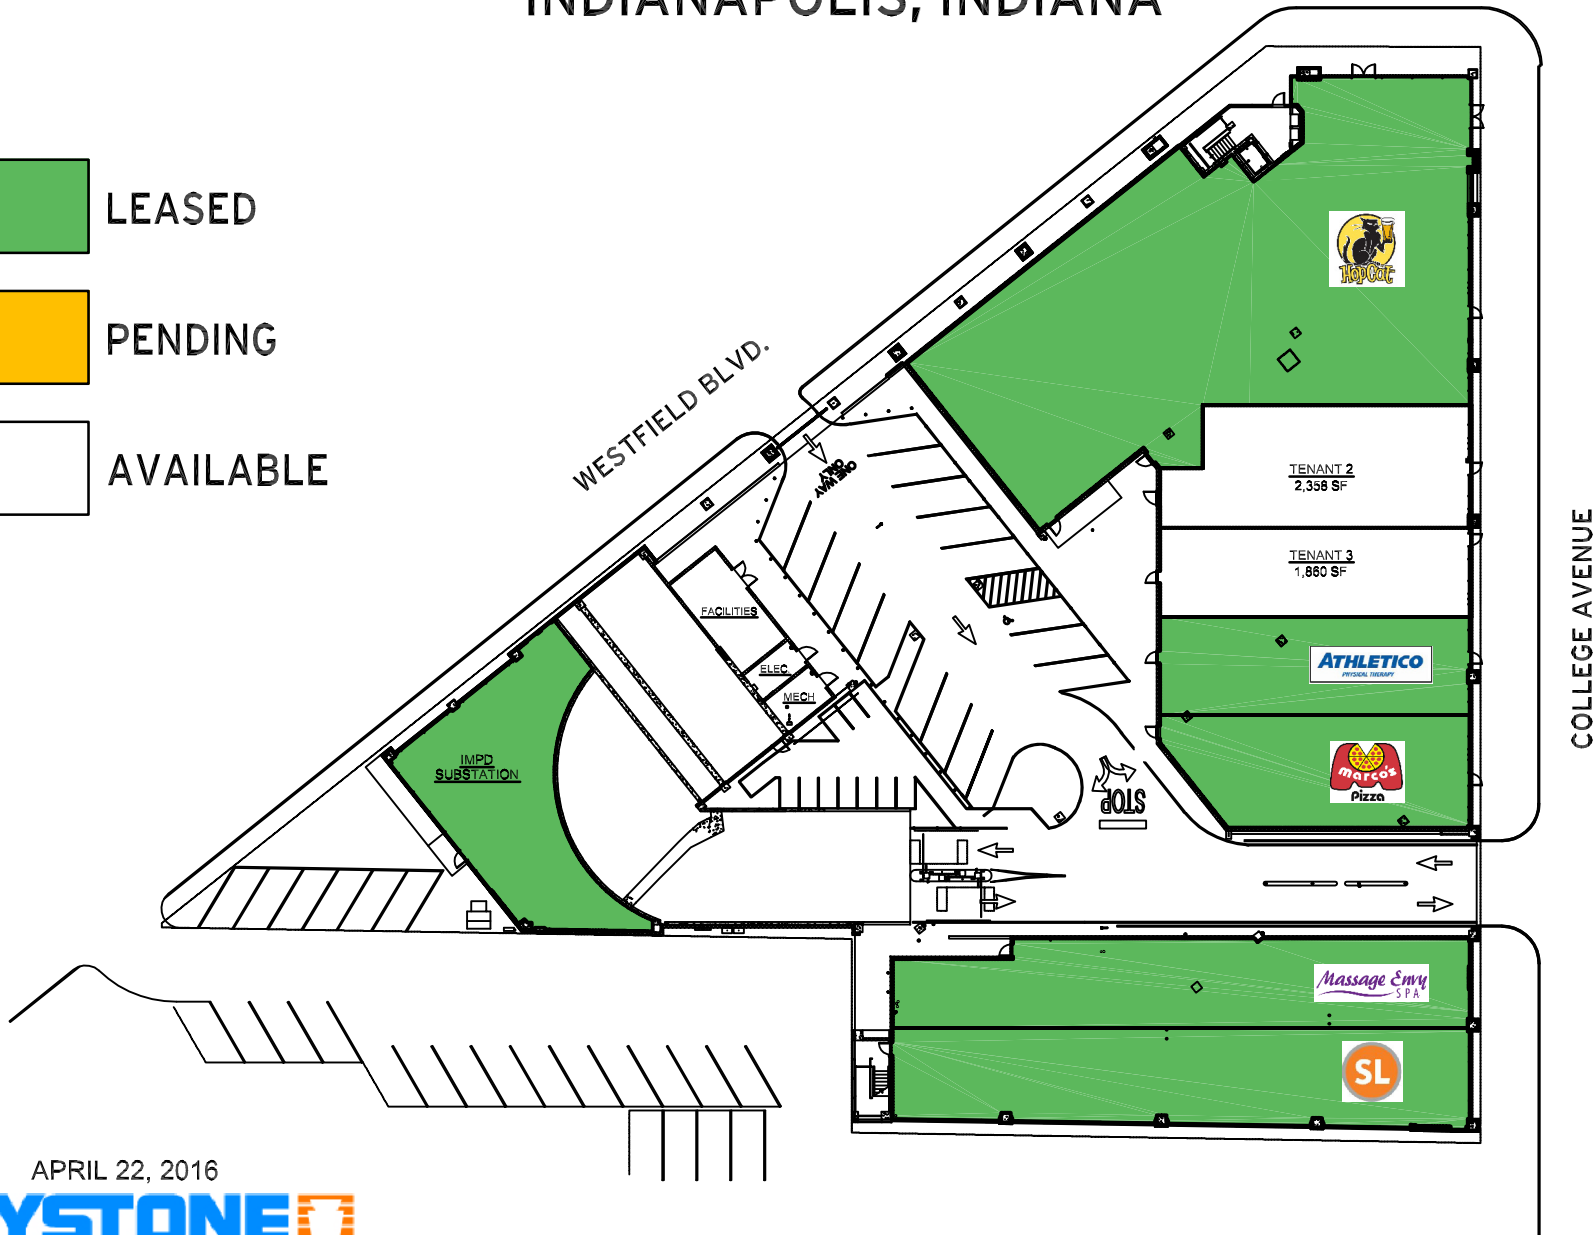 INDIANAPOLIS, INDIANA
LEASED
PENDING
AVAILABLE
WESTFIELD BLVD.
COLLEGE AVENUE
HopCat
ONE WAY
ONLY
TENANT 2
2,358 SF
TENANT 3
1,860 SF
FACILITIES
ELEC.
MECH
ATHLETICO
PHYSICAL THERAPY
IMPD
SUBSTATION
marco's
Pizza
STOP
Massage Envy
SPA
SL
APRIL 22, 2016
YSTONE